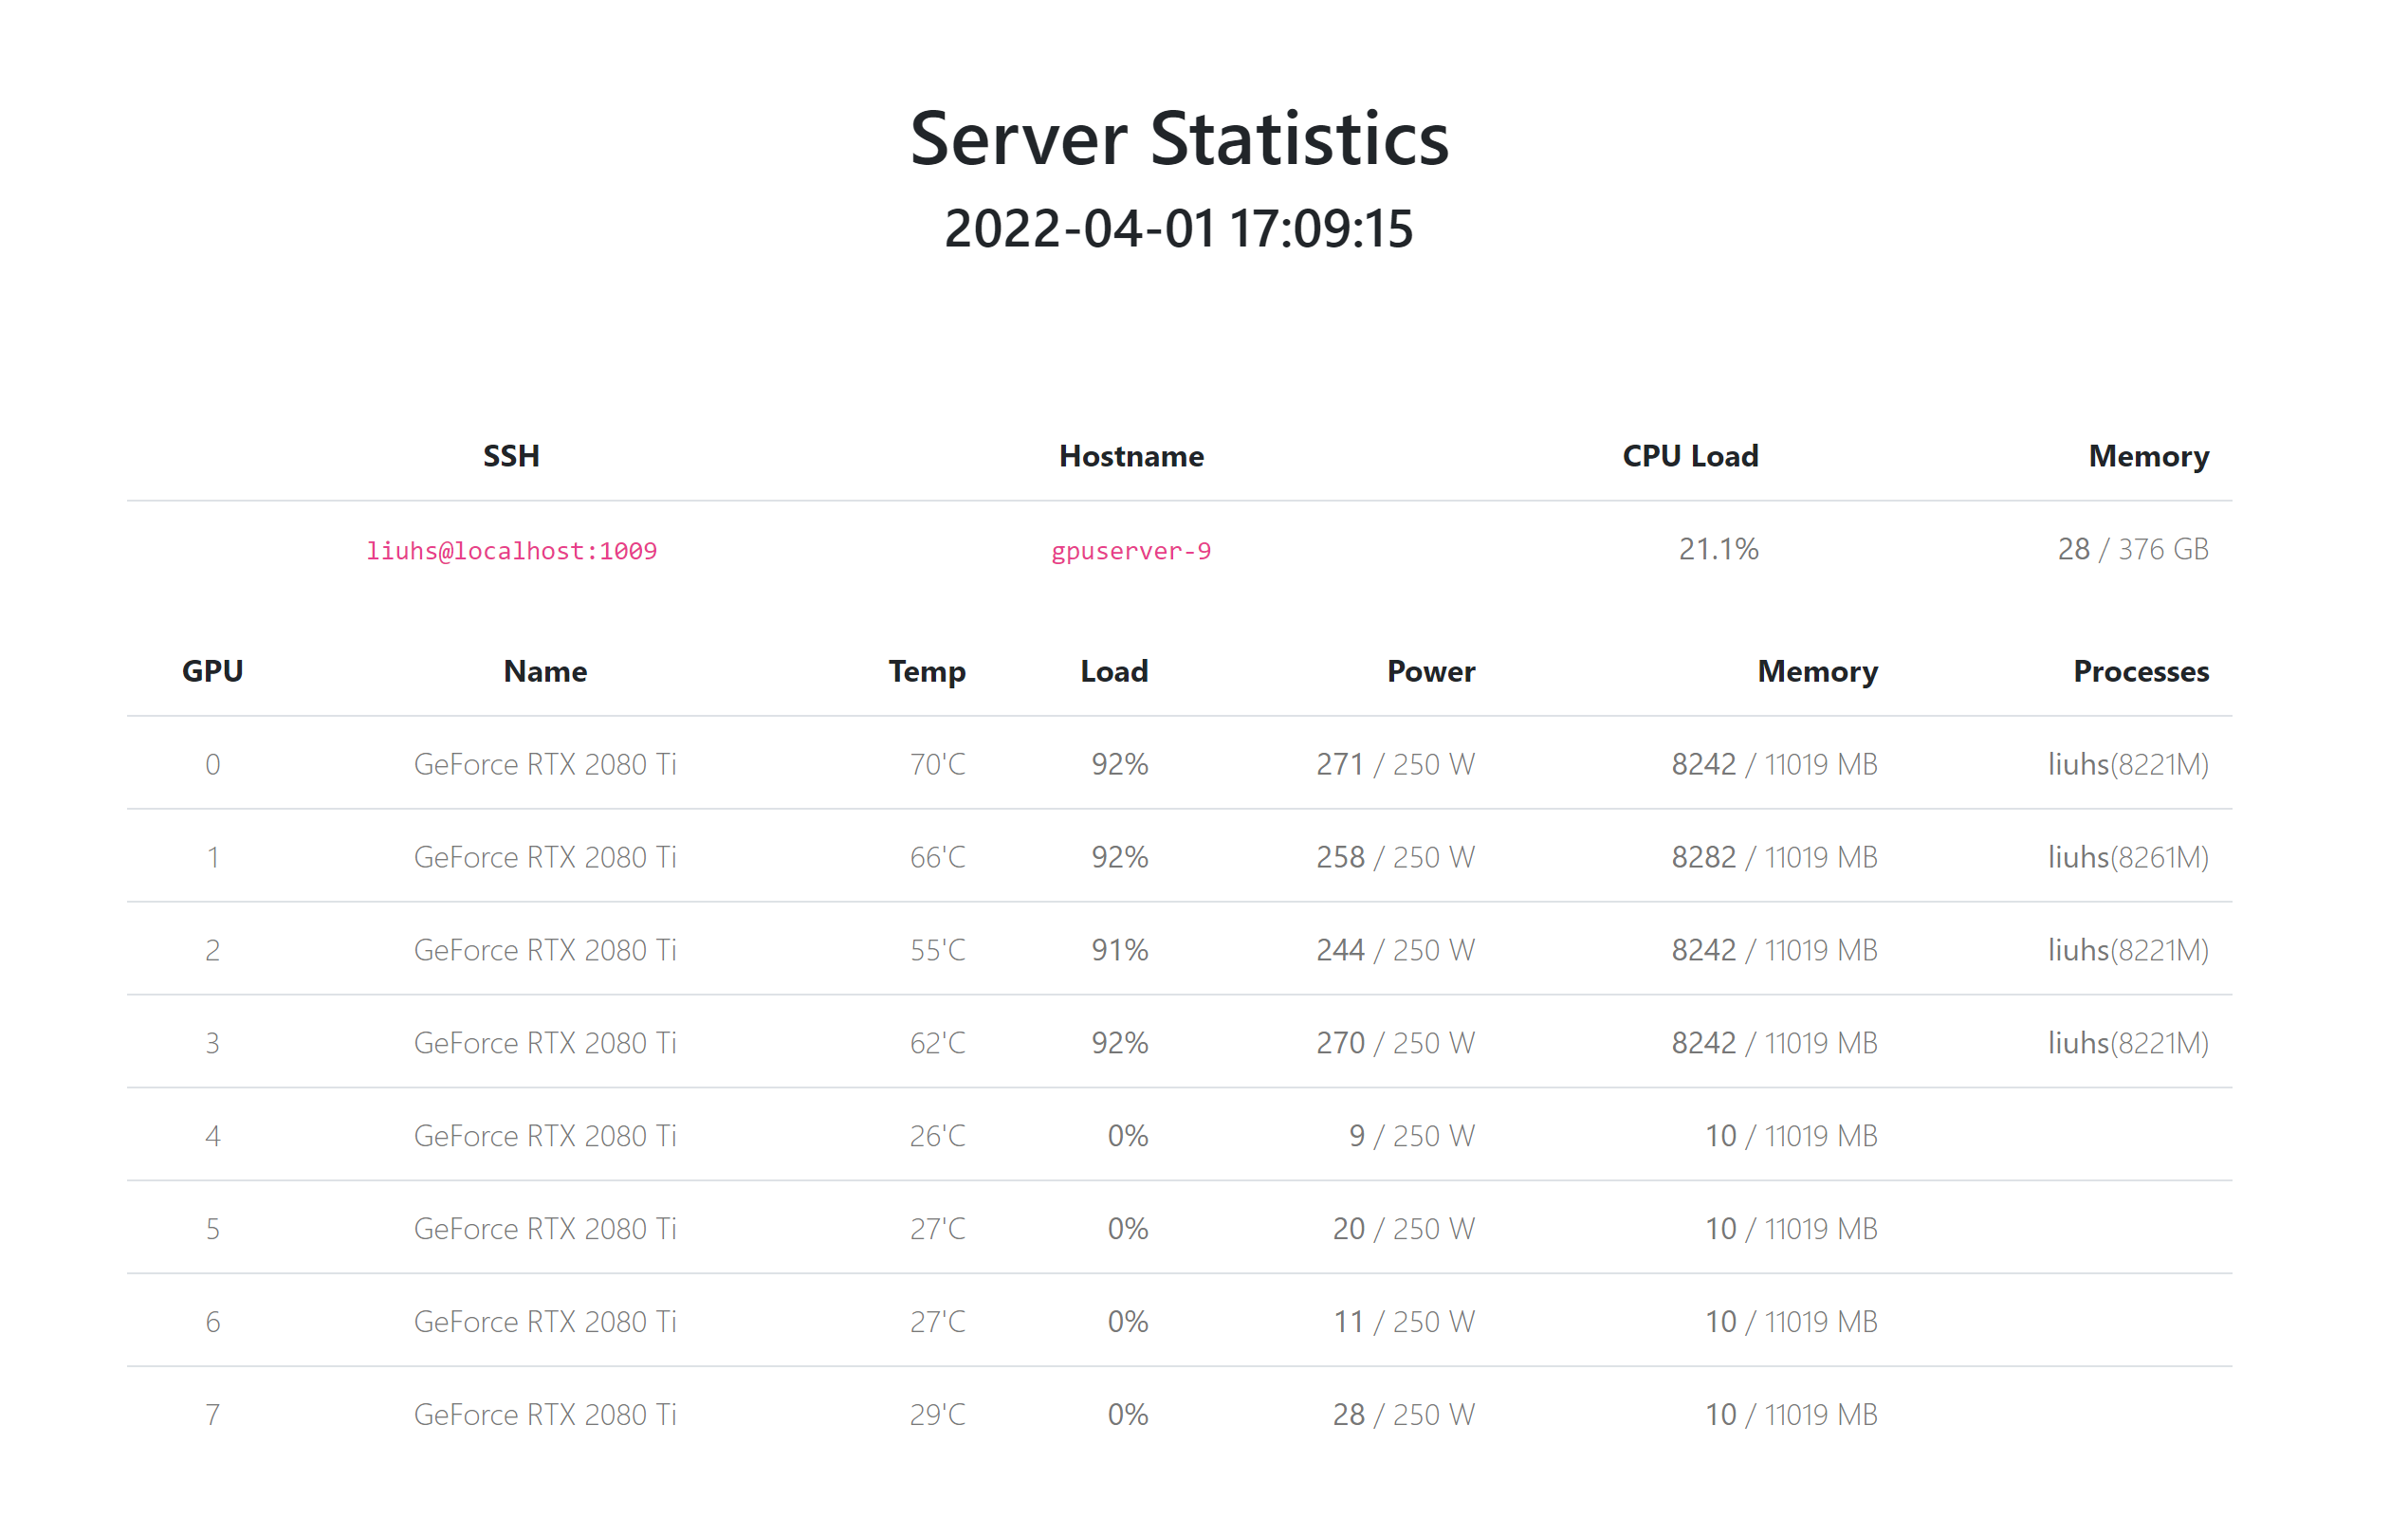 Server Statistics
2022-04-01 17:09:15
SSH Hostname CPU Load Memory
liuhs@localhost:1009 gpuserver-9 21.1% 28 / 376 GB
GPU Name Temp Load Power Memory Processes
0 GeForce RTX 2080 Ti 70'C 92% 271 / 250 W 8242 / 11019 MB liuhs(8221M)
1 GeForce RTX 2080 Ti 66'C 92% 258 / 250 W 8282 / 11019 MB liuhs(8261M)
2 GeForce RTX 2080 Ti 55'C 91% 244 / 250 W 8242 / 11019 MB liuhs(8221M)
3 GeForce RTX 2080 Ti 62'C 92% 270 / 250 W 8242 / 11019 MB liuhs(8221M)
4 GeForce RTX 2080 Ti 26'C 0% 9 / 250 W 10 / 11019 MB
5 GeForce RTX 2080 Ti 27'C 0% 20 / 250 W 10 / 11019 MB
6 GeForce RTX 2080 Ti 27'C 0% 11 / 250 W 10 / 11019 MB
7 GeForce RTX 2080 Ti 29'C 0% 28 / 250 W 10 / 11019 MB